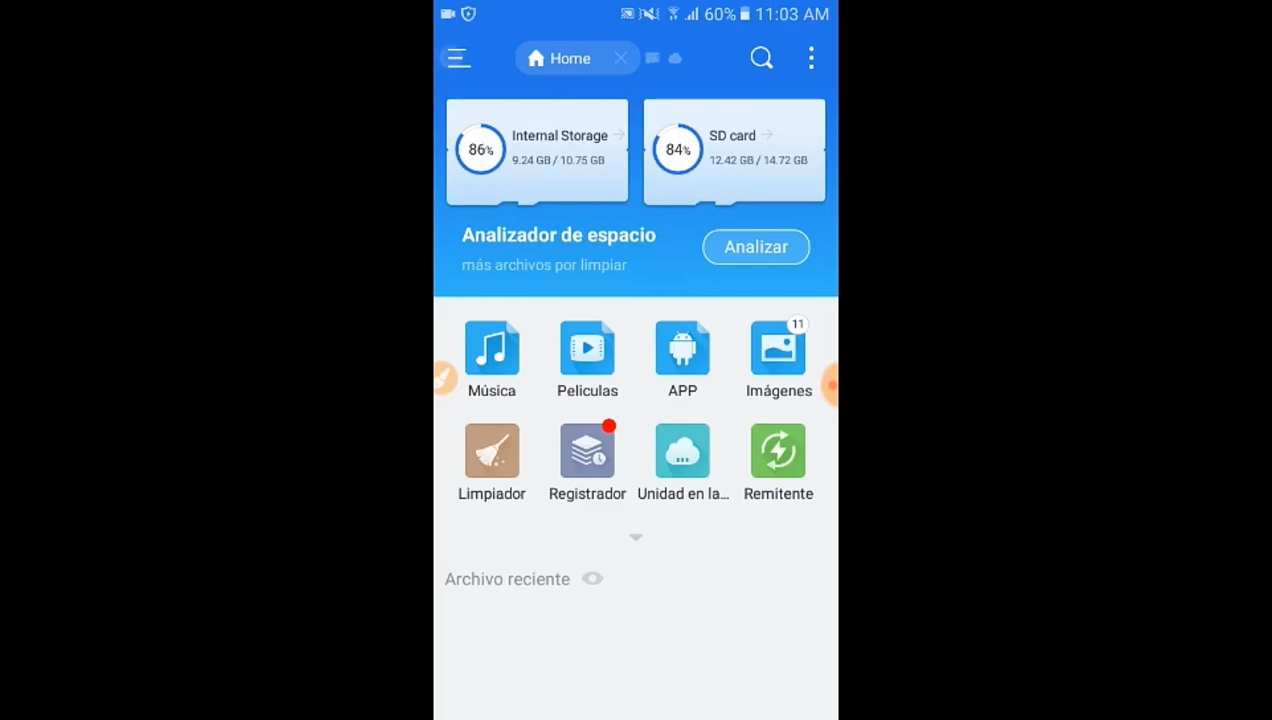 60% 11:03 AM
Home
86%
Internal Storage
9.24 GB / 10.75 GB
84%
SD card
12.42 GB / 14.72 GB
Analizador de espacio
más archivos por limpiar
Analizar
11
Música
Peliculas
APP
Imágenes
Limpiador
Registrador
Unidad en la...
Remitente
Archivo reciente